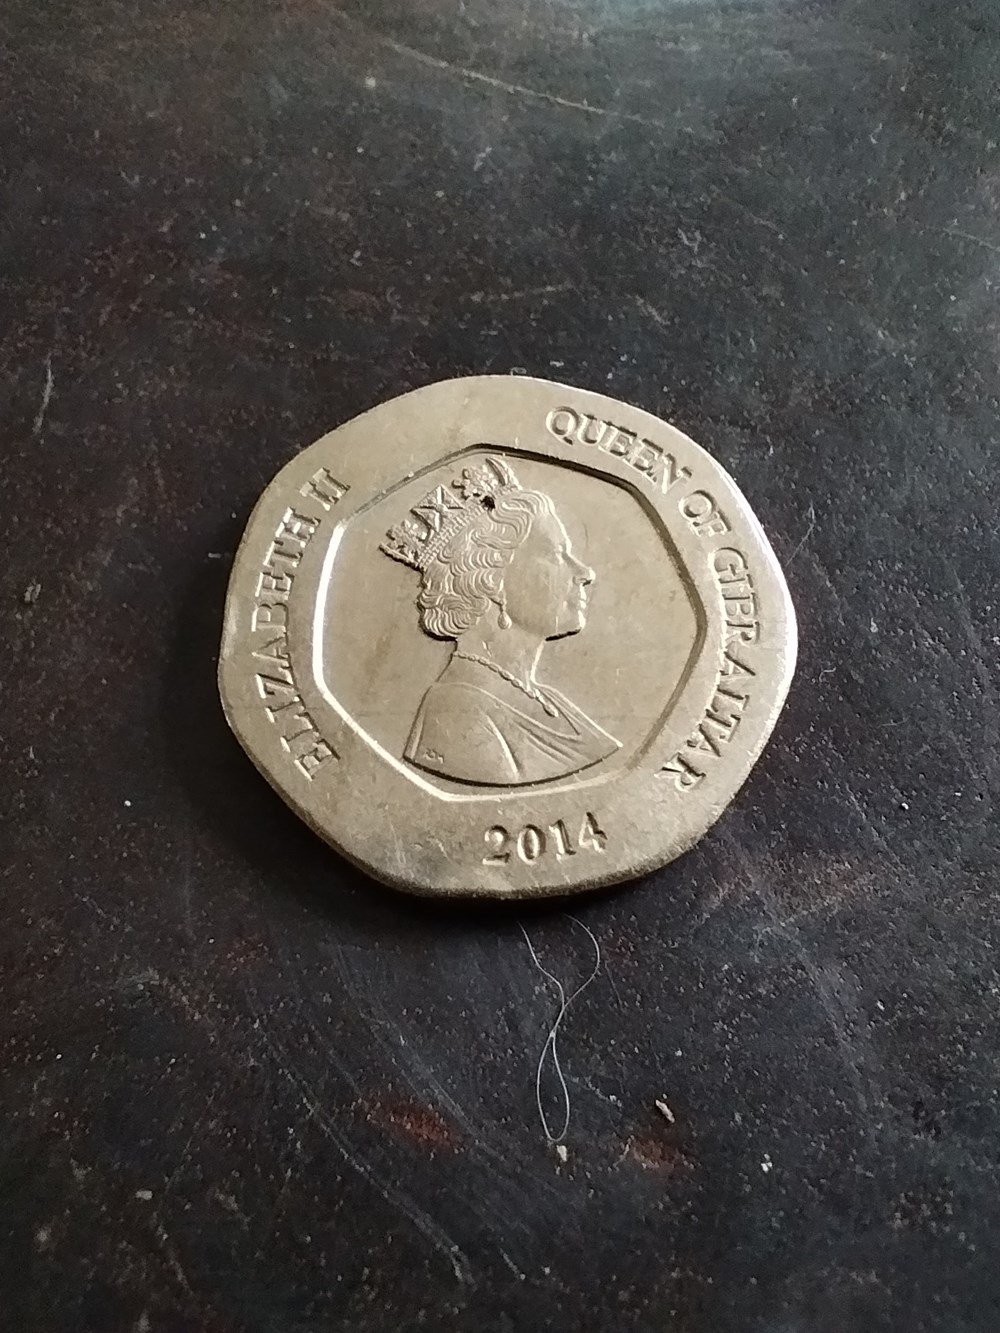 ELIZABETH II
QUEEN OF GIBRALTAR
2014